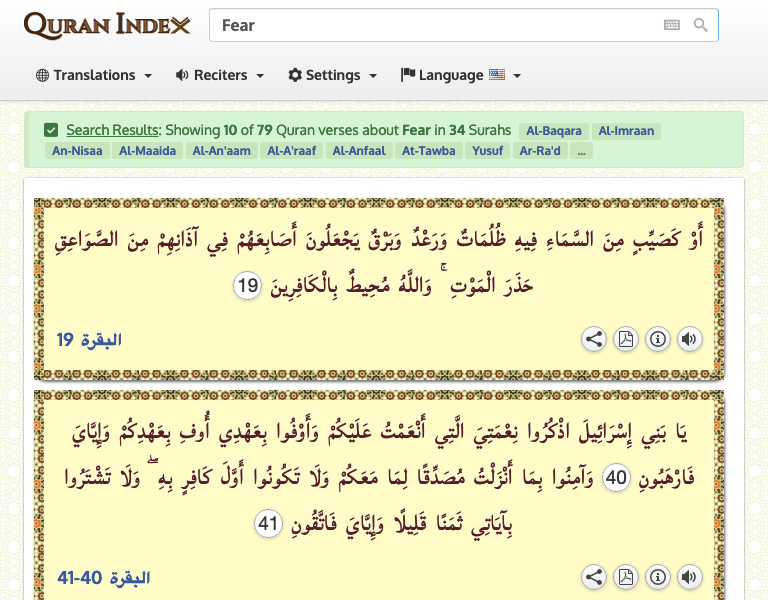 QURAN INDEX
Fear
Translations Reciters Settings Language
Search Results: Showing 10 of 79 Quran verses about Fear in 34 Surahs Al-Baqara Al-Imraan
An-Nisaa Al-Maaida Al-An'aam Al-A'raaf Al-Anfaal At-Tawba Yusuf Ar-Ra'd ...
أَوْ كَصَيِّبٍ مِنَ السَّمَاءِ فِيهِ ظُلُمَاتٌ وَرَعْدٌ وَبَرْقٌ يَجْعَلُونَ أَصَابِعَهُمْ فِي آذَانِهِمْ مِنَ الصَّوَاعِقِ
حَذَرَ الْمَوْتِ ۚ وَاللَّهُ مُحِيطٌ بِالْكَافِرِينَ 19
البقرة 19
يَا بَنِي إِسْرَائِيلَ اذْكُرُوا نِعْمَتِيَ الَّتِي أَنْعَمْتُ عَلَيْكُمْ وَأَوْفُوا بِعَهْدِي أُوفِ بِعَهْدِكُمْ وَإِيَّايَ
فَارْهَبُونِ 40 وَآمِنُوا بِمَا أَنْزَلْتُ مُصَدِّقًا لِمَا مَعَكُمْ وَلَا تَكُونُوا أَوَّلَ كَافِرٍ بِهِ ۖ وَلَا تَشْتَرُوا
بِآيَاتِي ثَمَنًا قَلِيلًا وَإِيَّايَ فَاتَّقُونِ 41
البقرة 40-41